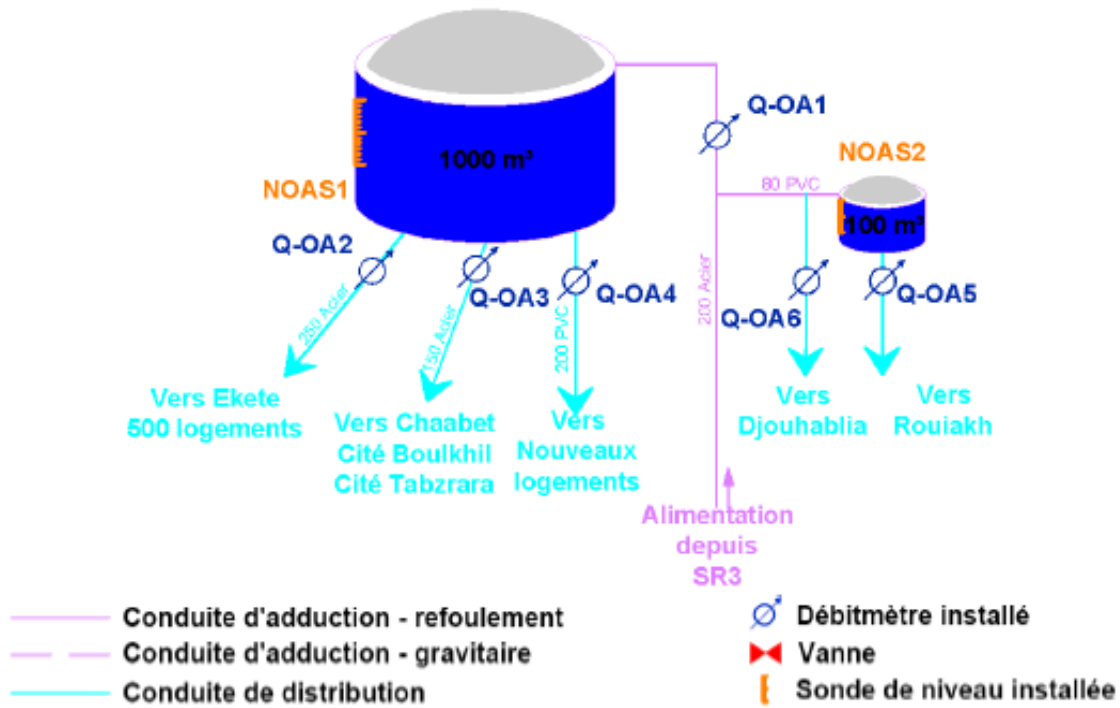 Q-OA1
NOAS2
1000 m³
80 PVC
NOAS1
100 m³
Q-OA2
Q-OA3
Q-OA4
200 Acier
Q-OA5
Q-OA6
250 Acier
150 Acier
200 PVC
Vers Ekete
500 logements
Vers Chaabet
Cité Boulkhil
Cité Tabzrara
Vers
Nouveaux
logements
Vers
Djouhablia
Vers
Rouiakh
Alimentation
depuis
SR3
Conduite d'adduction - refoulement
Conduite d'adduction - gravitaire
Conduite de distribution
Débitmètre installé
Vanne
Sonde de niveau installée